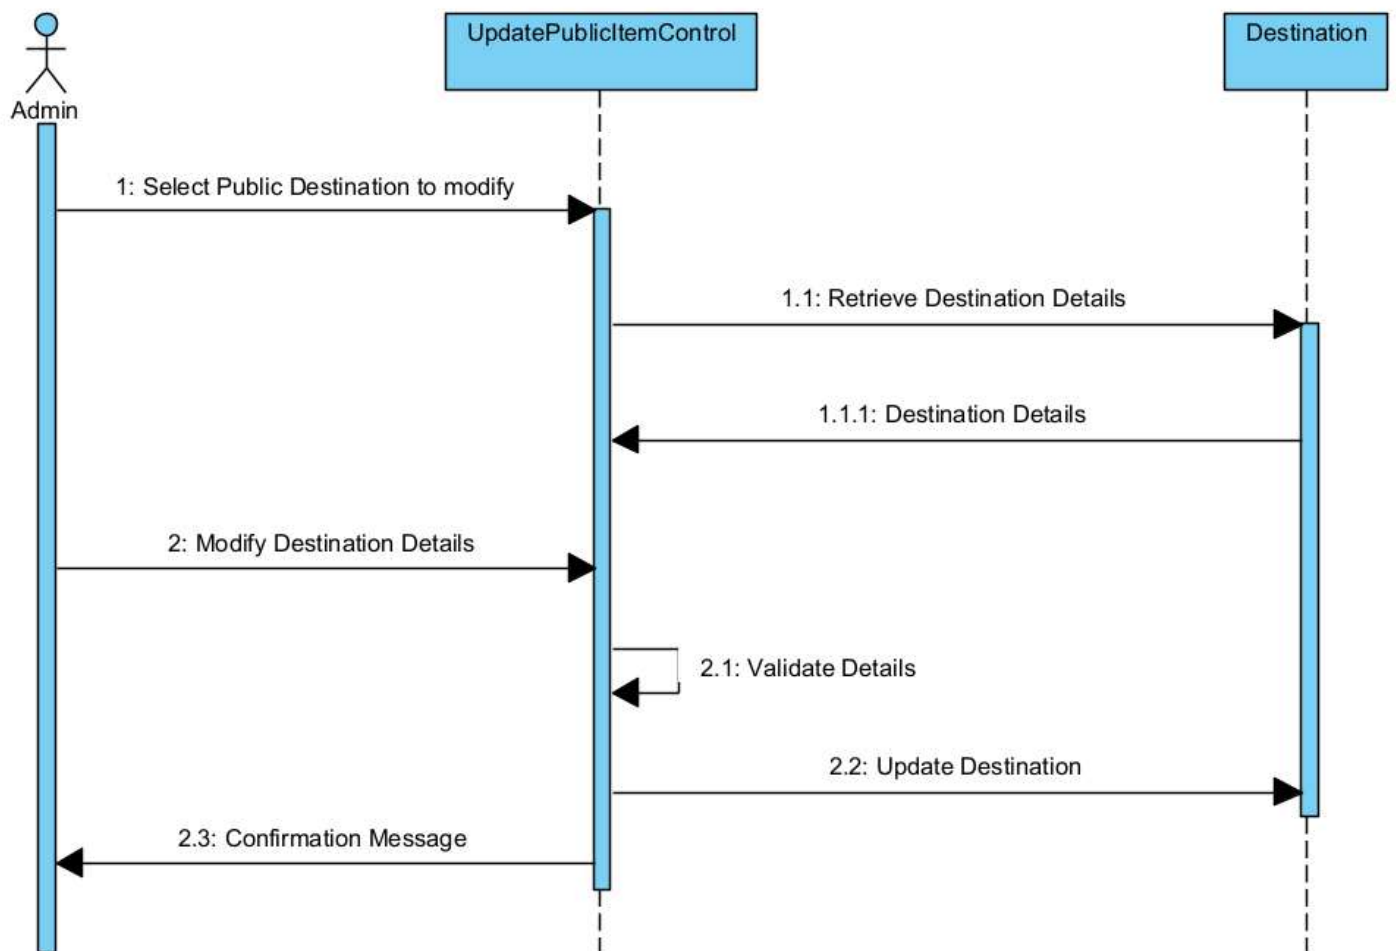 UpdatePublicItemControl
Destination
Admin
1: Select Public Destination to modify
1.1: Retrieve Destination Details
1.1.1: Destination Details
2: Modify Destination Details
2.1: Validate Details
2.2: Update Destination
2.3: Confirmation Message